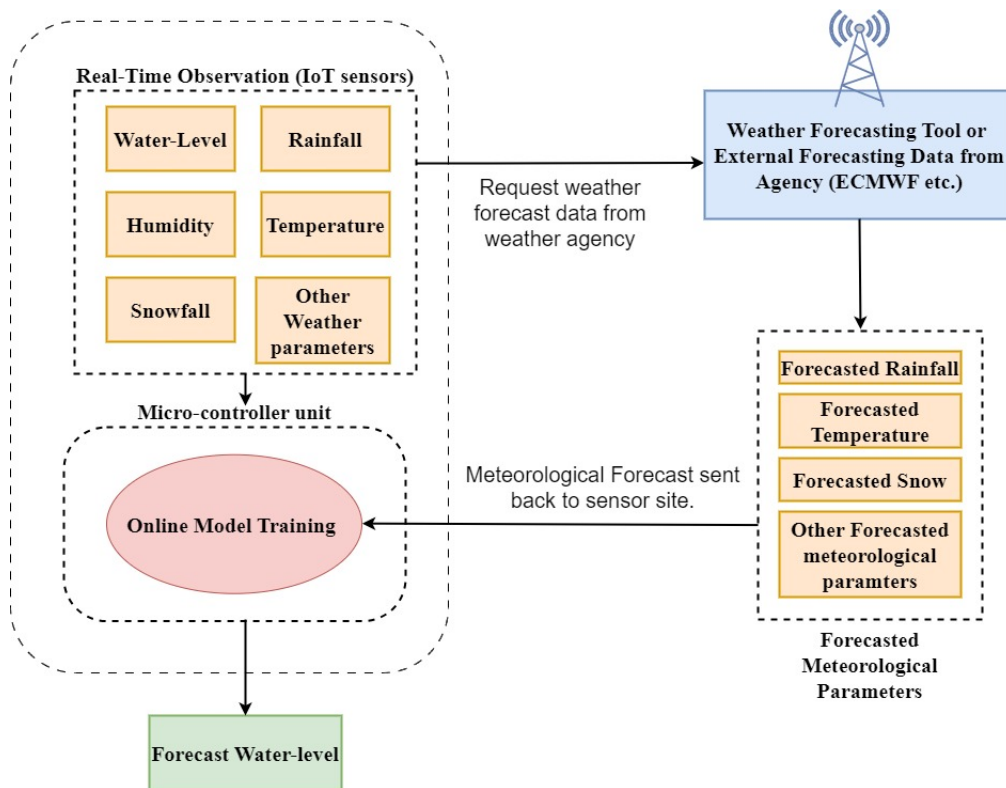 Real-Time Observation (IoT sensors)
Water-Level
Rainfall
Humidity
Temperature
Snowfall
Other
Weather
parameters
Request weather
forecast data from
weather agency
Weather Forecasting Tool or
External Forecasting Data from
Agency (ECMWF etc.)
Forecasted Rainfall
Forecasted
Temperature
Forecasted Snow
Other Forecasted
meteorological
paramters
Forecasted
Meteorological
Parameters
Meteorological Forecast sent
back to sensor site.
Micro-controller unit
Online Model Training
Forecast Water-level